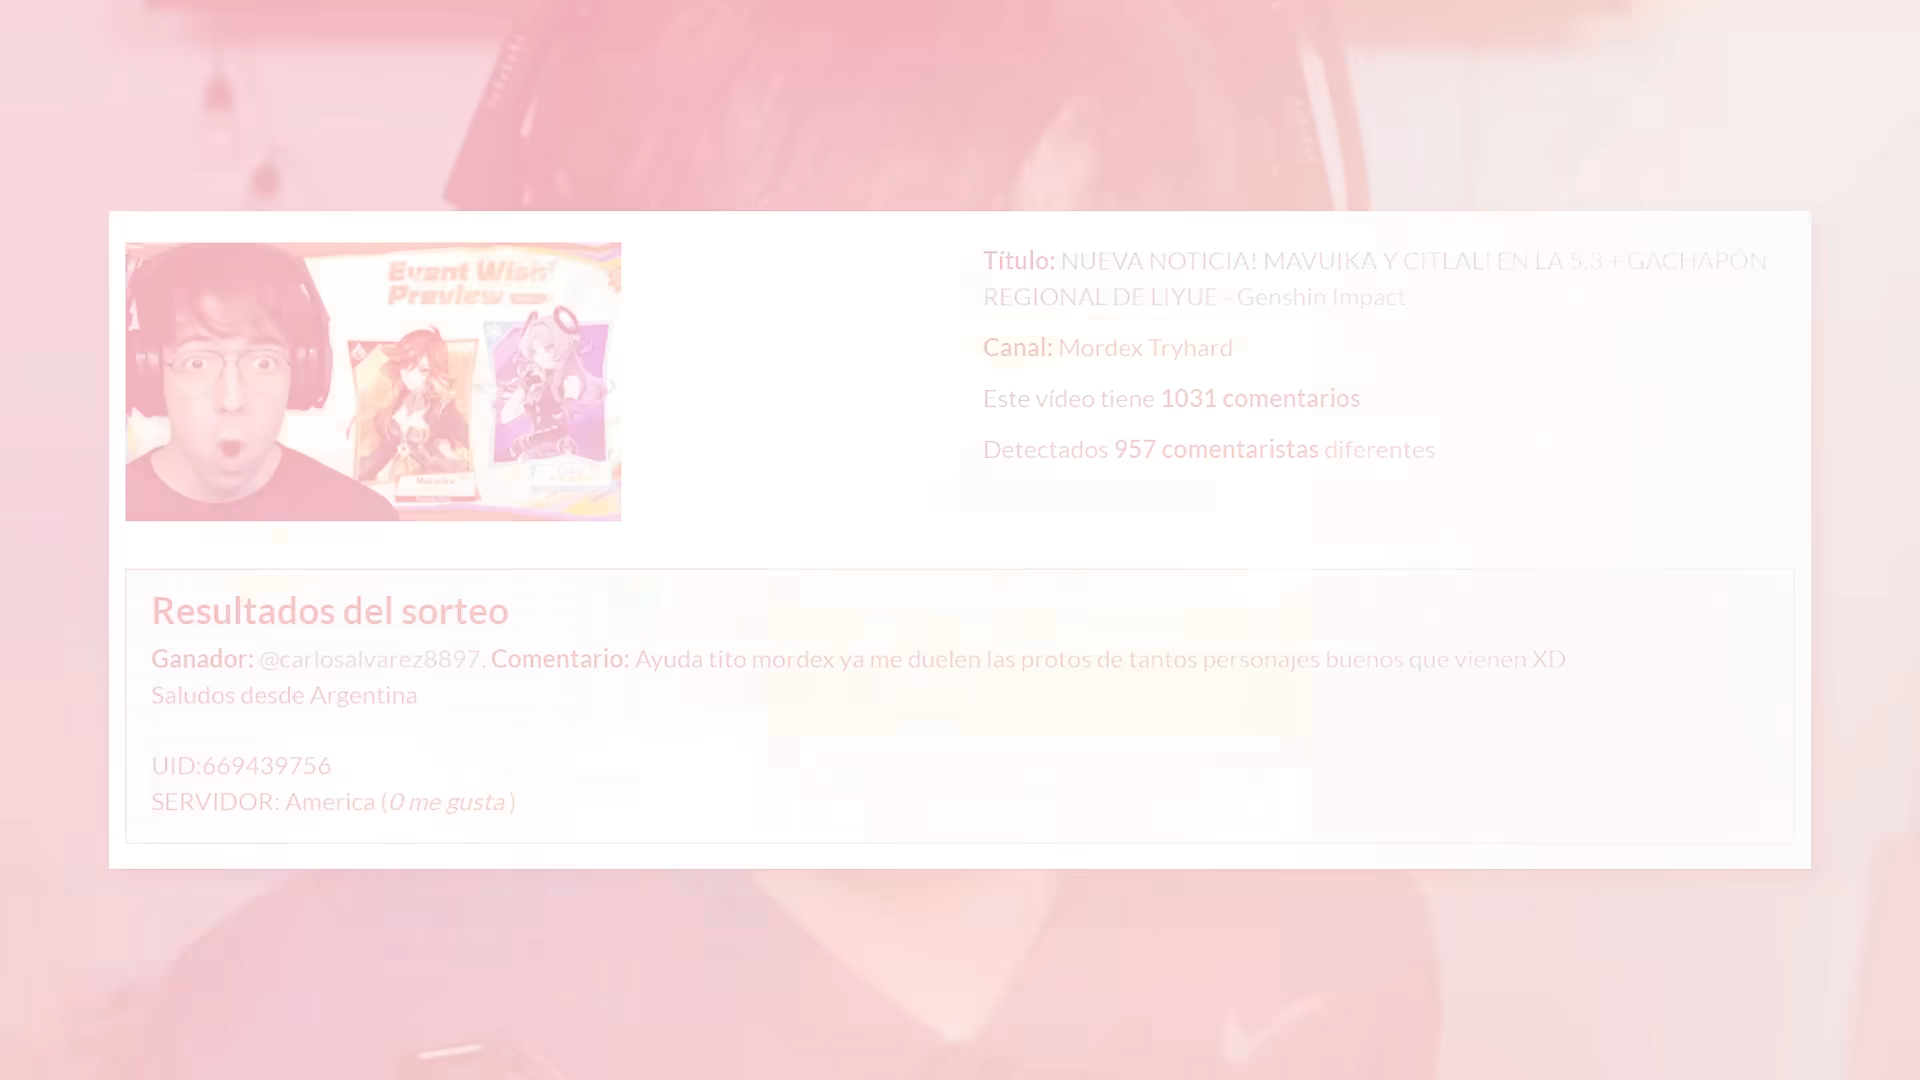 Event Wish
Preview
Mavuika
Título: NUEVA NOTICIA! MAVUIKA Y CITLALI EN LA 5.3 + GACHAPÓN
REGIONAL DE LIYUE - Genshin Impact
Canal: Mordex Tryhard
Este vídeo tiene 1031 comentarios
Detectados 957 comentaristas diferentes
Resultados del sorteo
Ganador: @carlosalvarez8897. Comentario: Ayuda tito mordex ya me duelen las protos de tantos personajes buenos que vienen XD
Saludos desde Argentina
UID:669439756
SERVIDOR: America (0 me gusta )